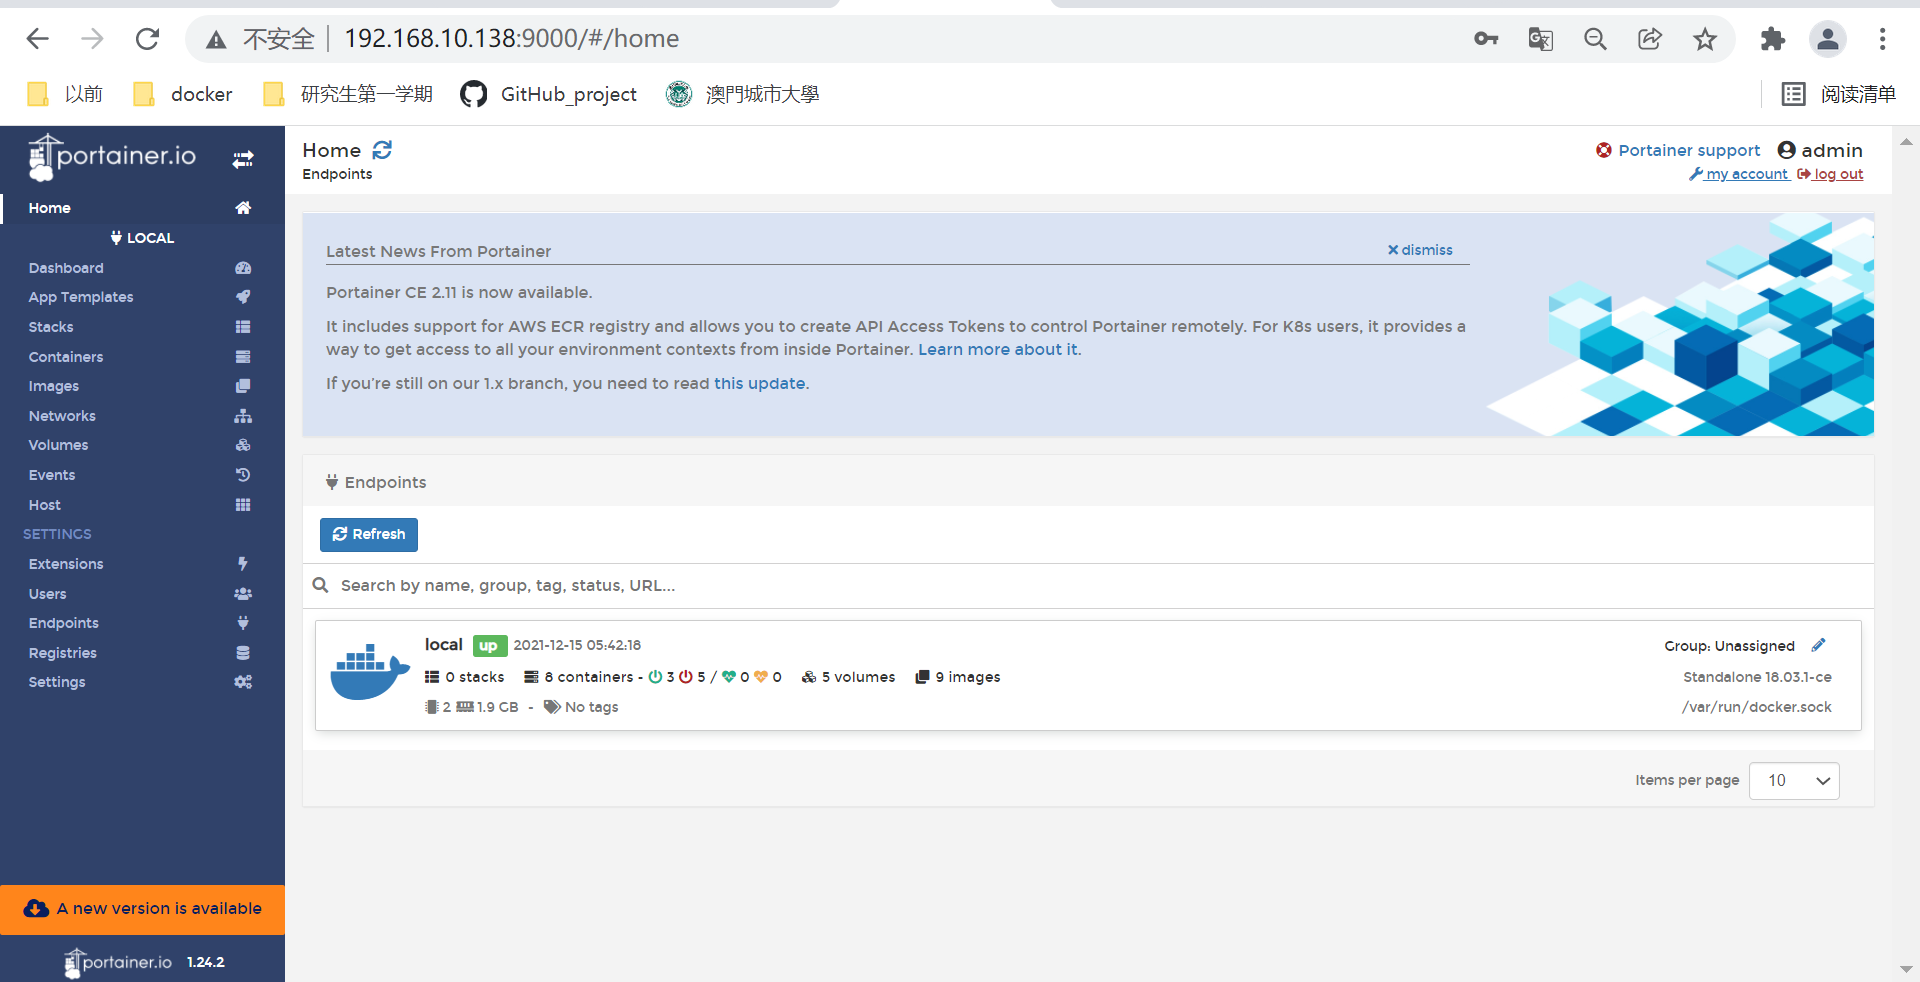 不安全 192.168.10.138:9000/#/home
以前 docker 研究生第一学期 GitHub_project 澳門城市大學 阅读清单
portainer.io
Home
LOCAL
Dashboard
App Templates
Stacks
Containers
Images
Networks
Volumes
Events
Host
SETTINGS
Extensions
Users
Endpoints
Registries
Settings
A new version is available
portainer.io 1.24.2
Home
Endpoints
Portainer support admin
my account log out
Latest News From Portainer dismiss
Portainer CE 2.11 is now available.
It includes support for AWS ECR registry and allows you to create API Access Tokens to control Portainer remotely. For K8s users, it provides a
way to get access to all your environment contexts from inside Portainer. Learn more about it.
If you’re still on our 1.x branch, you need to read this update.
Endpoints
Refresh
Search by name, group, tag, status, URL...
local up 2021-12-15 05:42:18 Group: Unassigned
0 stacks 8 containers - 3 5 / 0 0 5 volumes 9 images Standalone 18.03.1-ce
2 1.9 GB - No tags /var/run/docker.sock
Items per page 10